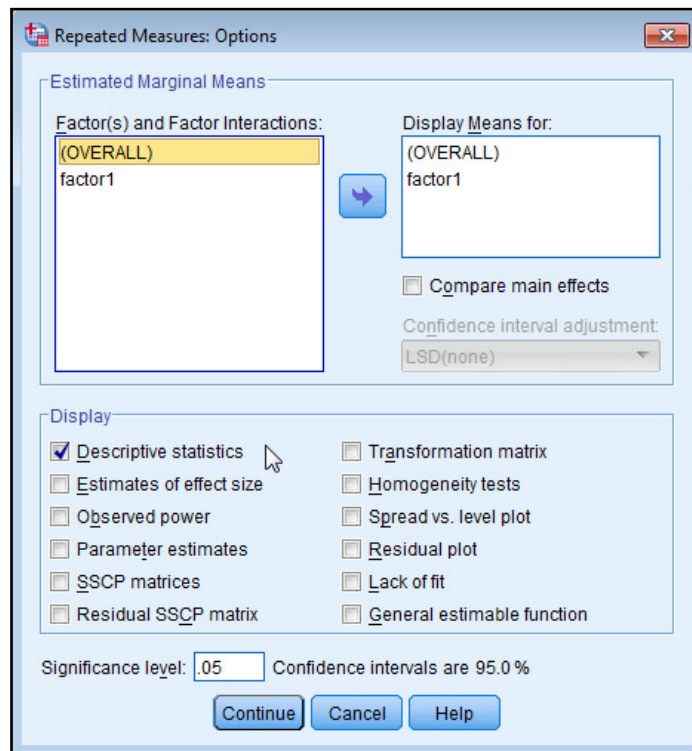 Repeated Measures: Options
Estimated Marginal Means
Factor(s) and Factor Interactions:
(OVERALL)
factor1
Display Means for:
(OVERALL)
factor1
Compare main effects
Confidence interval adjustment:
LSD(none)
Display
Descriptive statistics
Estimates of effect size
Observed power
Parameter estimates
SSCP matrices
Residual SSCP matrix
Transformation matrix
Homogeneity tests
Spread vs. level plot
Residual plot
Lack of fit
General estimable function
Significance level: .05 Confidence intervals are 95.0 %
Continue Cancel Help